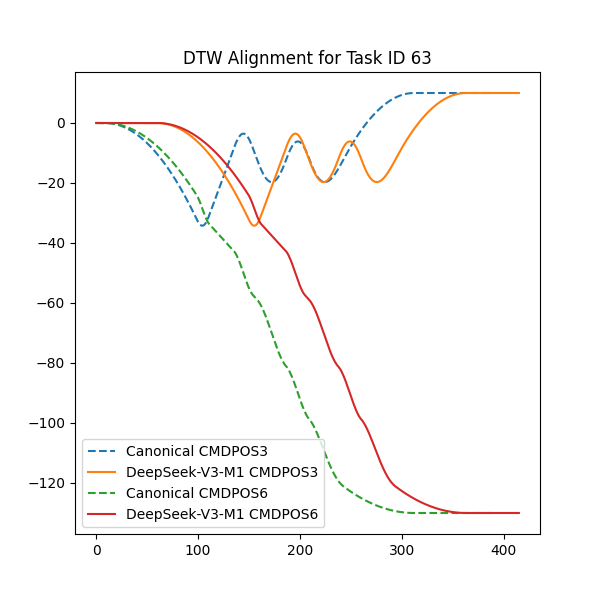 DTW Alignment for Task ID 63
0
−20
−40
−60
−80
−100
−120
Canonical CMDPOS3
DeepSeek-V3-M1 CMDPOS3
Canonical CMDPOS6
DeepSeek-V3-M1 CMDPOS6
0 100 200 300 400